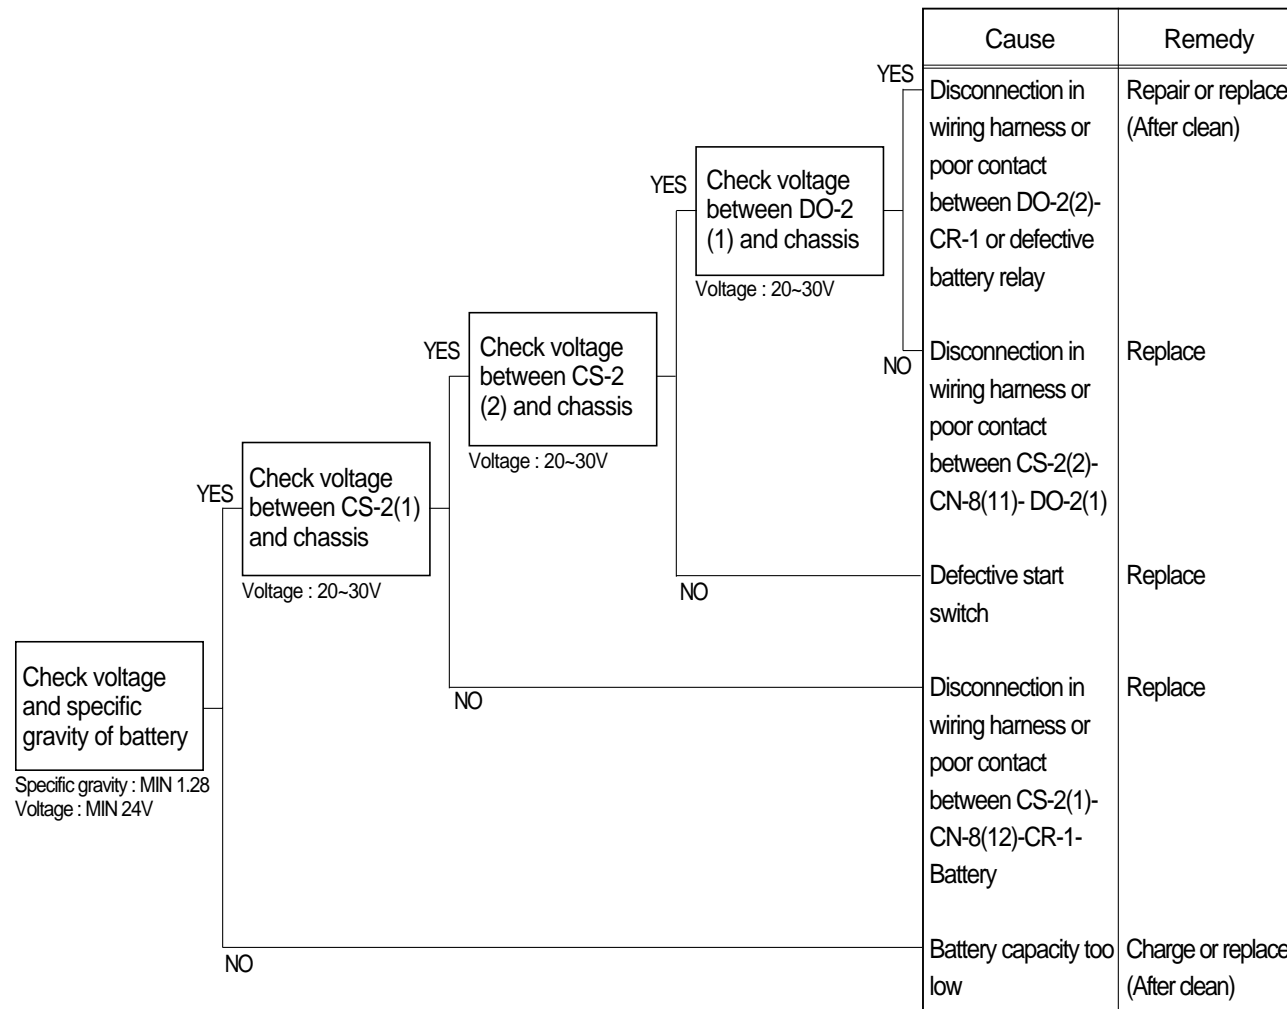 Cause
Remedy
YES
Disconnection in
wiring harness or
poor contact
between DO-2(2)-
CR-1 or defective
battery relay
Repair or replace
(After clean)
YES
Check voltage
between DO-2
(1) and chassis
Voltage : 20~30V
NO
Disconnection in
wiring harness or
poor contact
between CS-2(2)-
CN-8(11)- DO-2(1)
Replace
YES
Check voltage
between CS-2
(2) and chassis
Voltage : 20~30V
NO
Defective start
switch
Replace
YES
Check voltage
between CS-2(1)
and chassis
Voltage : 20~30V
NO
Disconnection in
wiring harness or
poor contact
between CS-2(1)-
CN-8(12)-CR-1-
Battery
Replace
Check voltage
and specific
gravity of battery
Specific gravity : MIN 1.28
Voltage : MIN 24V
NO
Battery capacity too
low
Charge or replace
(After clean)